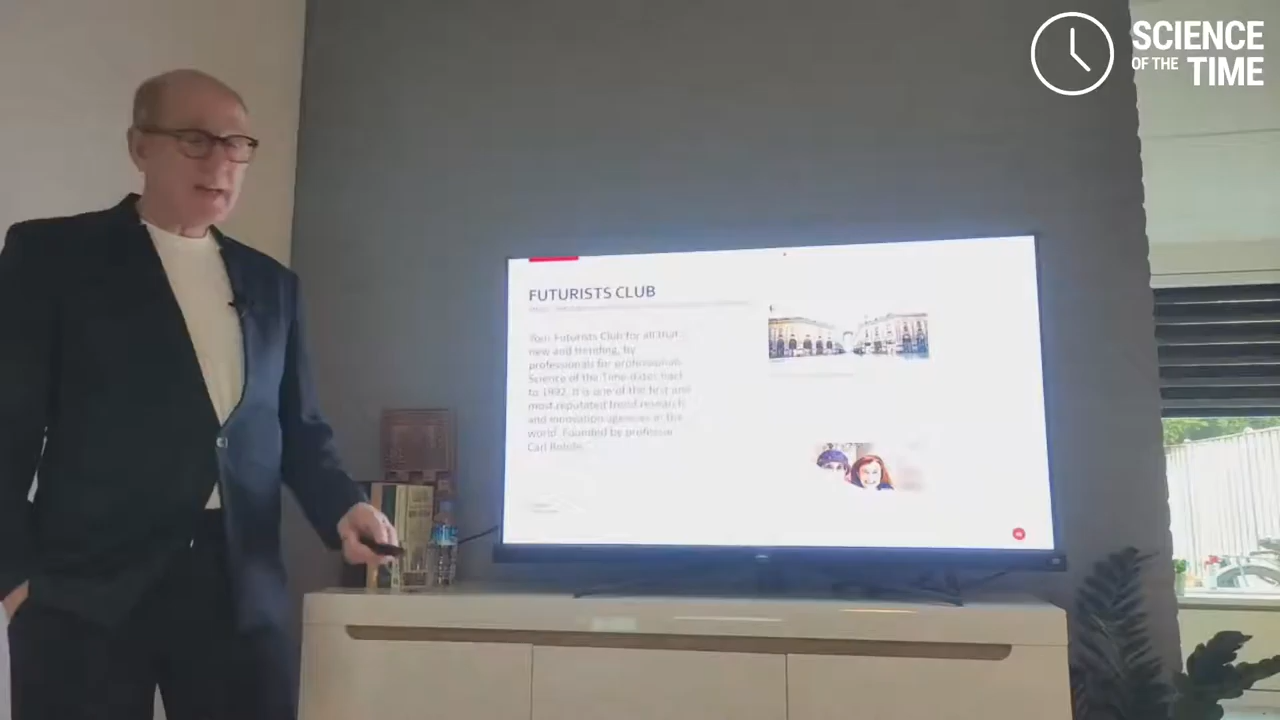 SCIENCE
OF THE
TIME
FUTURISTS CLUB
Your Futurists Club for all that's
new and trending, by
professionals for professionals.
Science of the Time dates back
to 1992. It is one of the first and
most reputated trend research
and innovation agencies in the
world. Founded by professor
Carl Rohde.